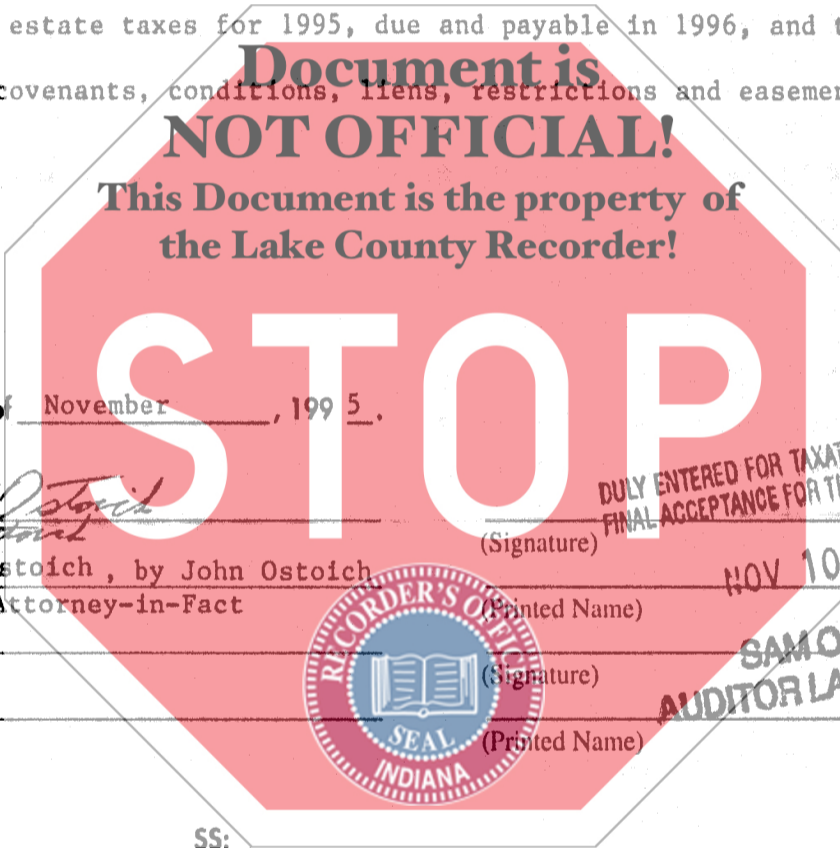 estate taxes for 1995, due and payable in 1996, and
Document is
covenants, conditions, liens, restrictions and easemen
NOT OFFICIAL!
This Document is the property of
the Lake County Recorder!
STOP
f November , 199 5.
Ostoich
DULY ENTERED FOR TAXAT
FINAL ACCEPTANCE FOR T
(Signature)
stoich , by John Ostoich
Attorney-in-Fact
NOV 10
(Printed Name)
SAM O
(Signature)
AUDITOR LA
(Printed Name)
RECORDER'S OFFICE
SEAL
INDIANA
SS: